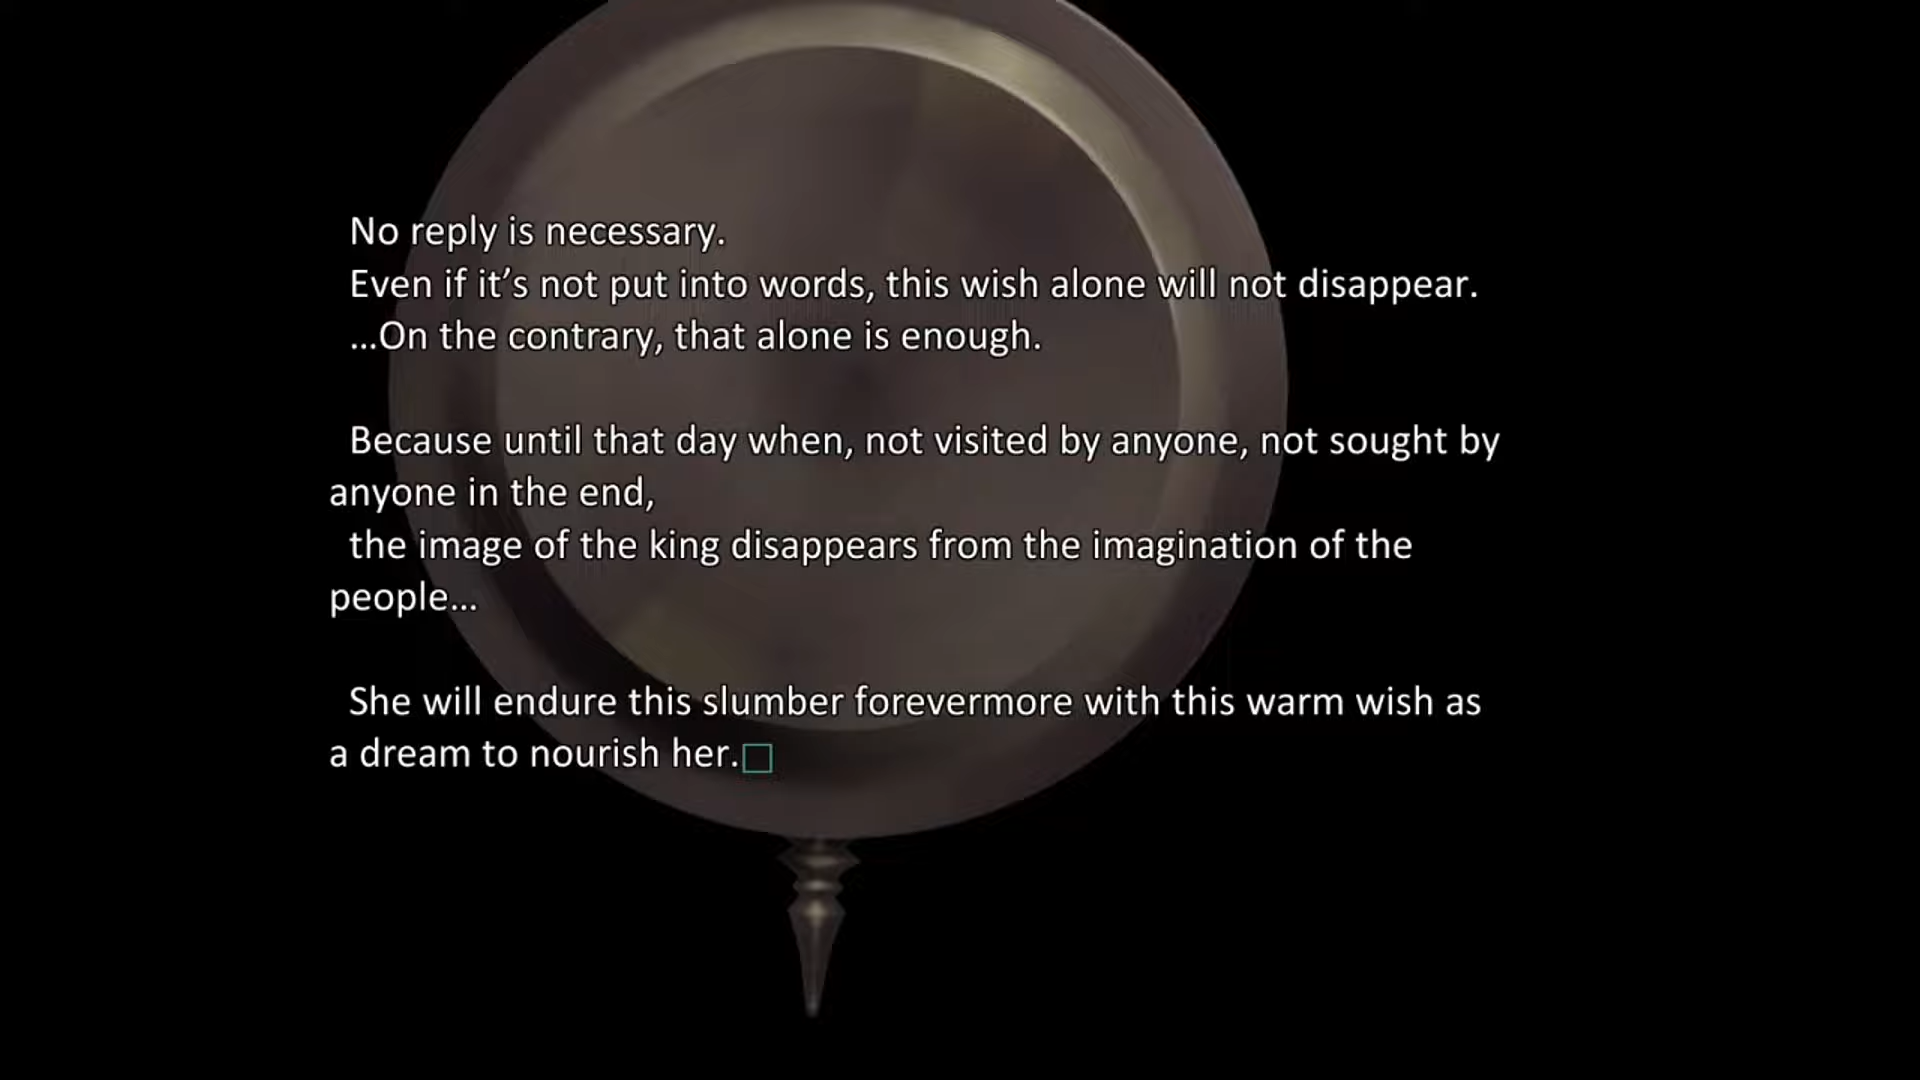 No reply is necessary.
Even if it’s not put into words, this wish alone will not disappear.
…On the contrary, that alone is enough.
Because until that day when, not visited by anyone, not sought by
anyone in the end,
the image of the king disappears from the imagination of the
people…
She will endure this slumber forevermore with this warm wish as
a dream to nourish her.